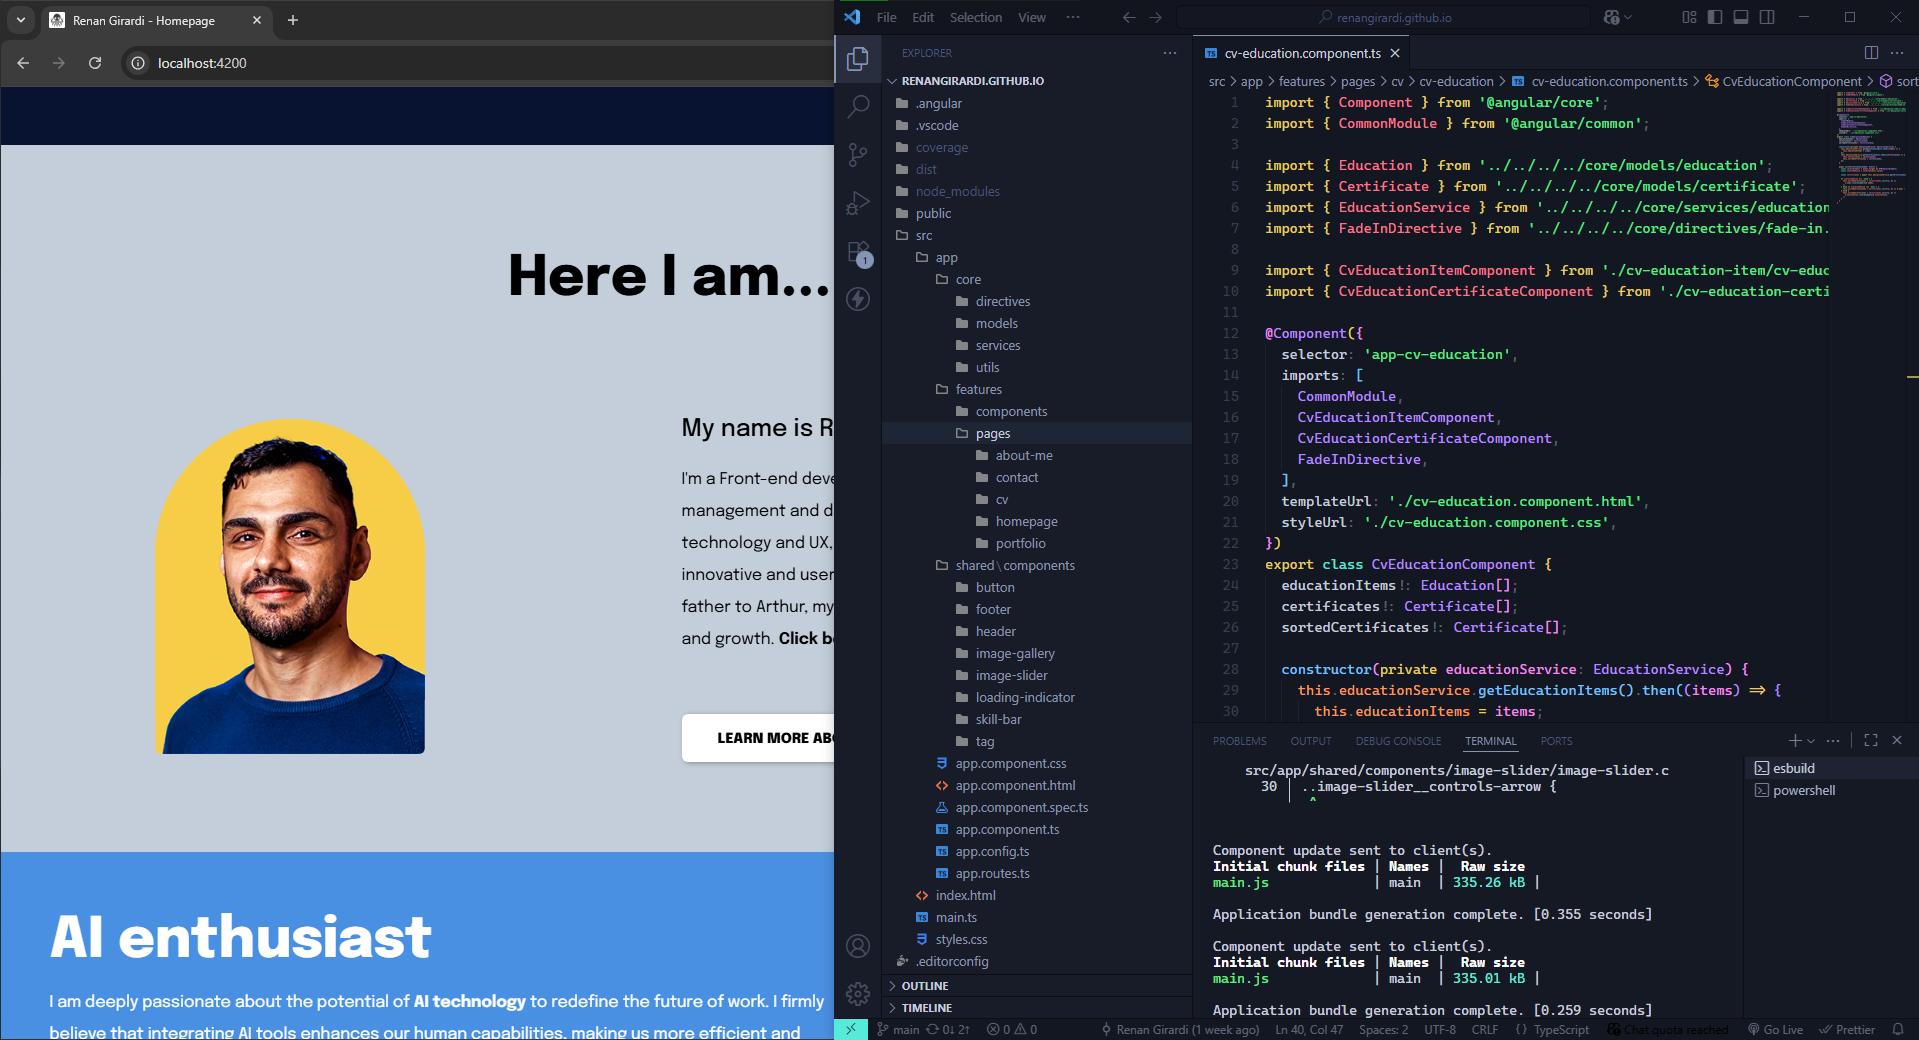 Renan Girardi - Homepage
localhost:4200
Here I am...
My name is R
I'm a Front-end deve
management and d
technology and UX,
innovative and user
father to Arthur, my
and growth. Click be
LEARN MORE ABO
AI enthusiast
I am deeply passionate about the potential of AI technology to redefine the future of work. I firmly
believe that integrating AI tools enhances our human capabilities, making us more efficient and
File Edit Selection View ···
renangirardi.github.io
EXPLORER ···
RENANGIRARDI.GITHUB.IO
.angular
.vscode
coverage
dist
node_modules
public
src
app
core
directives
models
services
utils
features
components
pages
about-me
contact
cv
homepage
portfolio
shared\components
button
footer
header
image-gallery
image-slider
loading-indicator
skill-bar
tag
app.component.css
app.component.html
app.component.spec.ts
app.component.ts
app.config.ts
app.routes.ts
index.html
main.ts
styles.css
.editorconfig
OUTLINE
TIMELINE
1
TS cv-education.component.ts
src > app > features > pages > cv > cv-education > TS cv-education.component.ts > CvEducationComponent > sort
1 import { Component } from '@angular/core';
2 import { CommonModule } from '@angular/common';
3
4 import { Education } from '../../../../core/models/education';
5 import { Certificate } from '../../../../core/models/certificate';
6 import { EducationService } from '../../../../core/services/education
7 import { FadeInDirective } from '../../../../core/directives/fade-in.
8
9 import { CvEducationItemComponent } from './cv-education-item/cv-educ
10 import { CvEducationCertificateComponent } from './cv-education-certi
11
12 @Component({
13 selector: 'app-cv-education',
14 imports: [
15 CommonModule,
16 CvEducationItemComponent,
17 CvEducationCertificateComponent,
18 FadeInDirective,
19 ],
20 templateUrl: './cv-education.component.html',
21 styleUrl: './cv-education.component.css',
22 })
23 export class CvEducationComponent {
24 educationItems!: Education[];
25 certificates!: Certificate[];
26 sortedCertificates!: Certificate[];
27
28 constructor(private educationService: EducationService) {
29 this.educationService.getEducationItems().then((items) => {
30 this.educationItems = items;
PROBLEMS OUTPUT DEBUG CONSOLE TERMINAL PORTS
src/app/shared/components/image-slider/image-slider.c
30 │ ..image-slider__controls-arrow {
^
Component update sent to client(s).
Initial chunk files | Names | Raw size
main.js | main | 335.26 kB |
Application bundle generation complete. [0.355 seconds]
Component update sent to client(s).
Initial chunk files | Names | Raw size
main.js | main | 335.01 kB |
Application bundle generation complete. [0.259 seconds]
esbuild
powershell
main 0↓ 2↑ 0 0 Renan Girardi (1 week ago) Ln 40, Col 47 Spaces: 2 UTF-8 CRLF {} TypeScript Chat quota reached Go Live Prettier